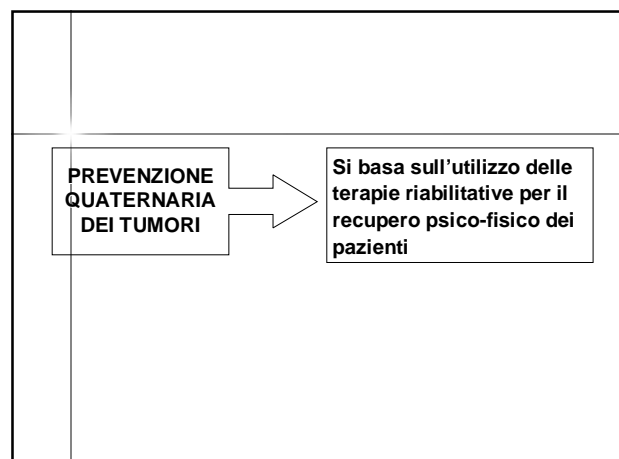 PREVENZIONE
QUATERNARIA
DEI TUMORI
Si basa sull'utilizzo delle
terapie riabilitative per il
recupero psico-fisico dei
pazienti